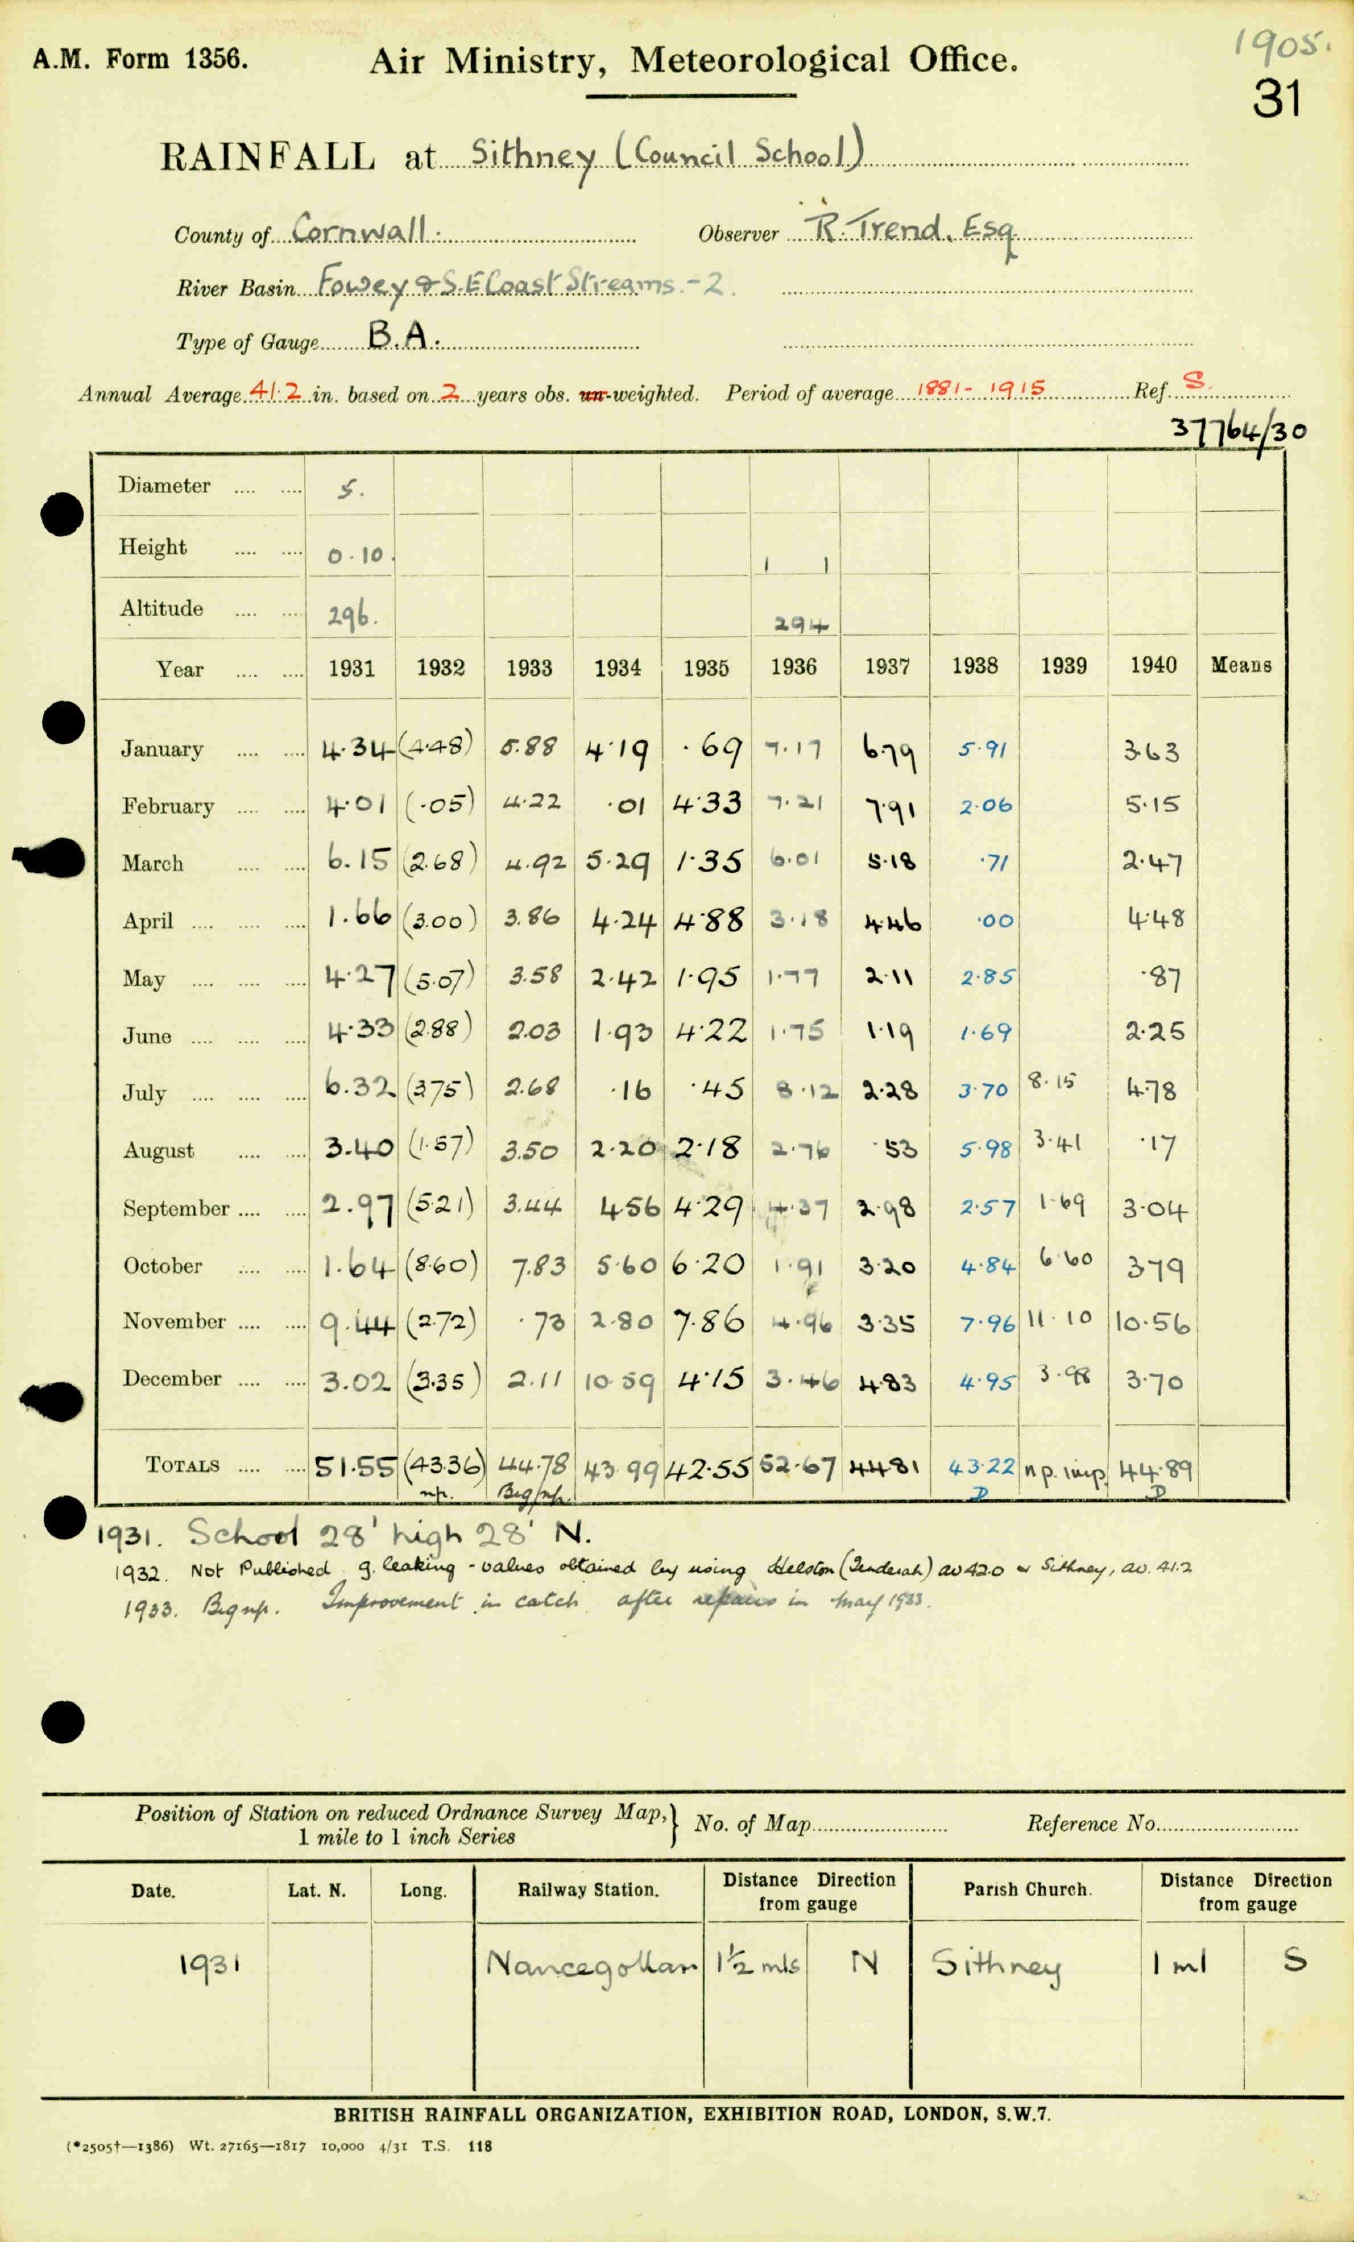 1905.
A.M. Form 1356. Air Ministry, Meteorological Office.
31
RAINFALL at Sithney (Council School)
County of Cornwall. Observer R. Trend, Esq
River Basin Fowey & S.E Coast Streams.-2.
Type of Gauge B.A.
Annual Average 41.2 in. based on 2 years obs. un-weighted. Period of average 1881-1915 Ref. S.
37764/30
Diameter .... .... 5.
Height .... .... 0.10. 1 1
Altitude .... .... 296. 294
Year .... .... 1931 1932 1933 1934 1935 1936 1937 1938 1939 1940 Means
January .... .... 4.34 (4.48) 5.88 4.19 .69 7.17 6.79 5.91 3.63
February .... .... 4.01 (.05) 4.22 .01 4.33 7.21 7.91 2.06 5.15
March .... .... 6.15 (2.68) 4.92 5.29 1.35 6.01 5.18 .71 2.47
April .... .... .... 1.66 (3.00) 3.86 4.24 4.88 3.18 4.46 .00 4.48
May .... .... .... 4.27 (5.07) 3.58 2.42 1.95 1.77 2.11 2.85 .87
June .... .... .... 4.33 (2.88) 2.03 1.93 4.22 1.75 1.19 1.69 2.25
July .... .... .... 6.32 (3.75) 2.68 .16 .45 8.12 2.28 3.70 8.15 4.78
August .... .... 3.40 (1.57) 3.50 2.20 2.18 2.76 .53 5.98 3.41 .17
September .... .... 2.97 (5.21) 3.44 4.56 4.29 4.37 2.98 2.57 1.69 3.04
October .... .... 1.64 (8.60) 7.83 5.60 6.20 1.91 3.20 4.84 6.60 3.79
November .... .... 9.44 (2.72) .73 2.80 7.86 4.96 3.35 7.96 11.10 10.56
December .... .... 3.02 (3.35) 2.11 10.59 4.15 3.46 4.83 4.95 3.98 3.70
TOTALS .... .... 51.55 (43.36) 44.78 43.99 42.55 52.67 44.81 43.22 n.p. imp. 44.89
n.p. Brg/n.p. D D
1931. School 28' high 28' N.
1932. Not Published g. leaking - values obtained by using Helston () av 42.0 & Sithney, av. 41.2
1933. Brg n.p. Improvement in catch after repairs in May 1933.
Position of Station on reduced Ordnance Survey Map, } No. of Map Reference No.
1 mile to 1 inch Series
Date. Lat. N. Long. Railway Station. Distance Direction from gauge Parish Church. Distance Direction from gauge
1931 Nancegollan 1½ mls N Sithney 1 ml S
BRITISH RAINFALL ORGANIZATION, EXHIBITION ROAD, LONDON, S.W.7.
(*2505†—1386) Wt. 27165—1817 10,000 4/31 T.S. 118